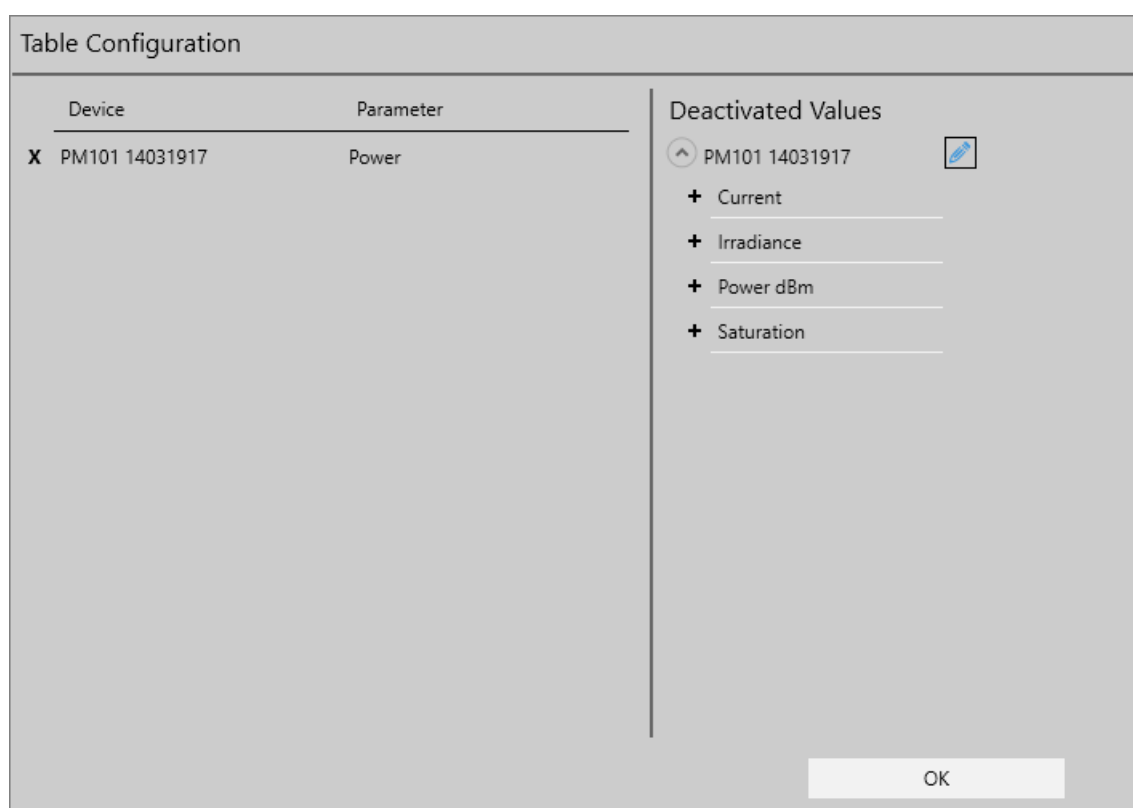 Table Configuration
Device Parameter
X PM101 14031917 Power
Deactivated Values
PM101 14031917
+ Current
+ Irradiance
+ Power dBm
+ Saturation
OK